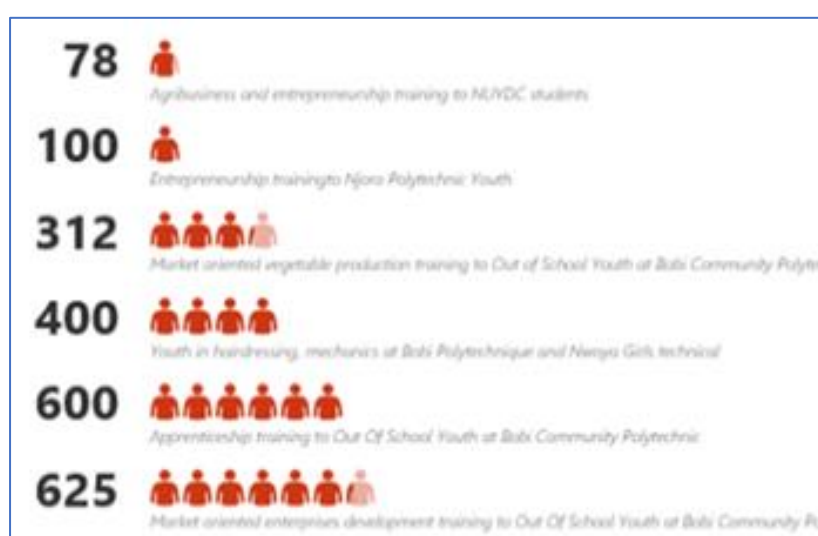 78
Agribusiness and entrepreneurship training to NUYDC students
100
Entrepreneurship trainingto Njoro Polytechnic Youth
312
Market oriented vegetable production training to Out of School Youth at Bobi Community Polyte
400
Youth in hairdressing, mechanics at Bobi Polytechnique and Nwoya Girls technical
600
Apprenticeship training to Out Of School Youth at Bobi Community Polytechnic
625
Market oriented enterprises development training to Out Of School Youth at Bobi Community Po